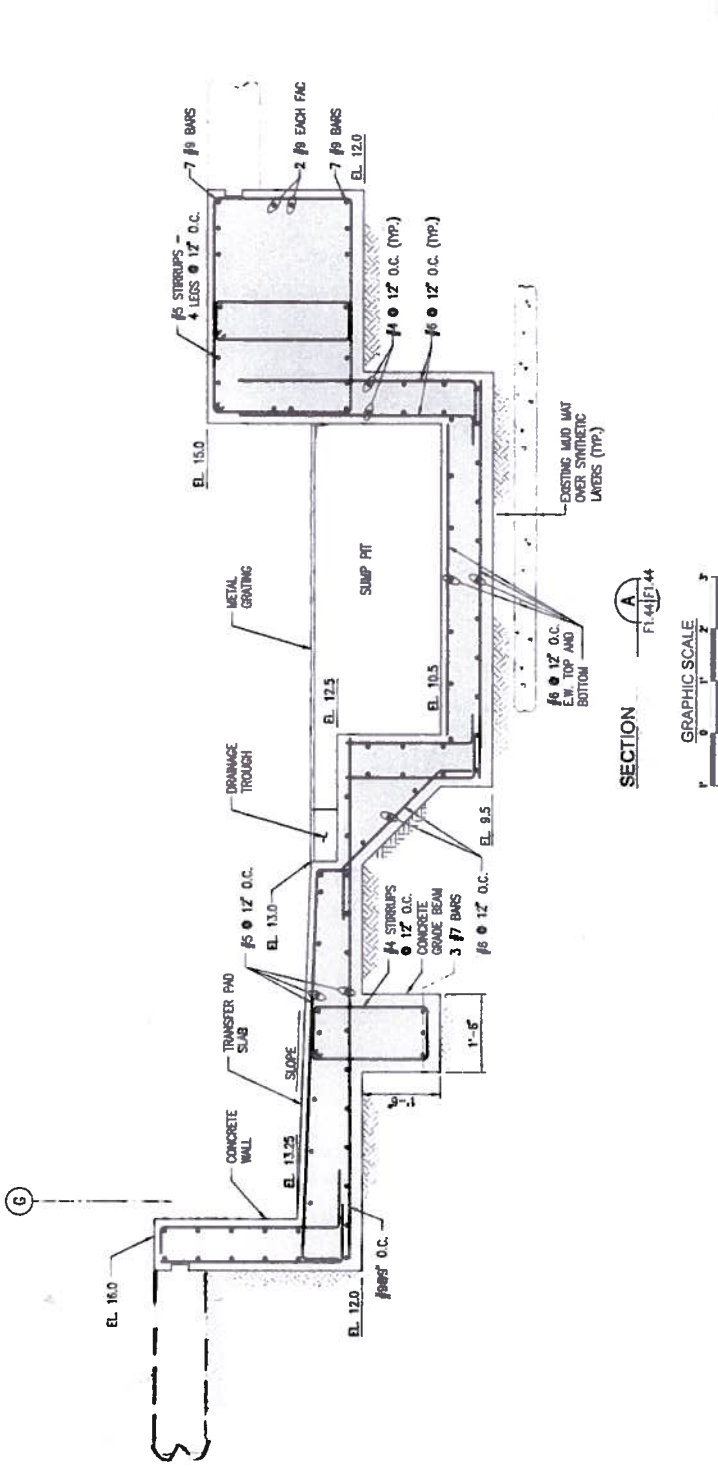 G
EL 16.0
CONCRETE
WALL
TRANSFER PAD
SLAB
EL 13.25
SLOPE
#5 @ 12" O.C.
EL 13.0
DRAINAGE
TROUGH
EL 12.5
METAL
GRATING
EL 15.0
#5 STIRRUPS -
4 LEGS @ 12" O.C.
7 #9 BARS
2 #9 EACH FAC
7 #9 BARS
EL 12.0
SUMP PIT
EL 10.5
#4 @ 12" O.C. (TYP.)
#6 @ 12" O.C. (TYP.)
EL 12.0
#9@9" O.C.
1'-6"
#4 STIRRUPS
@ 12" O.C.
CONCRETE
GRADE BEAM
3 #7 BARS
#6 @ 12" O.C.
EL 9.5
#6 @ 12" O.C.
E.W. TOP AND
BOTTOM
EXISTING MUD MAT
OVER SYNTHETIC
LAYERS (TYP.)
SECTION
A
F1.44 F1.44
GRAPHIC SCALE
1' 0 1' 2' 3'